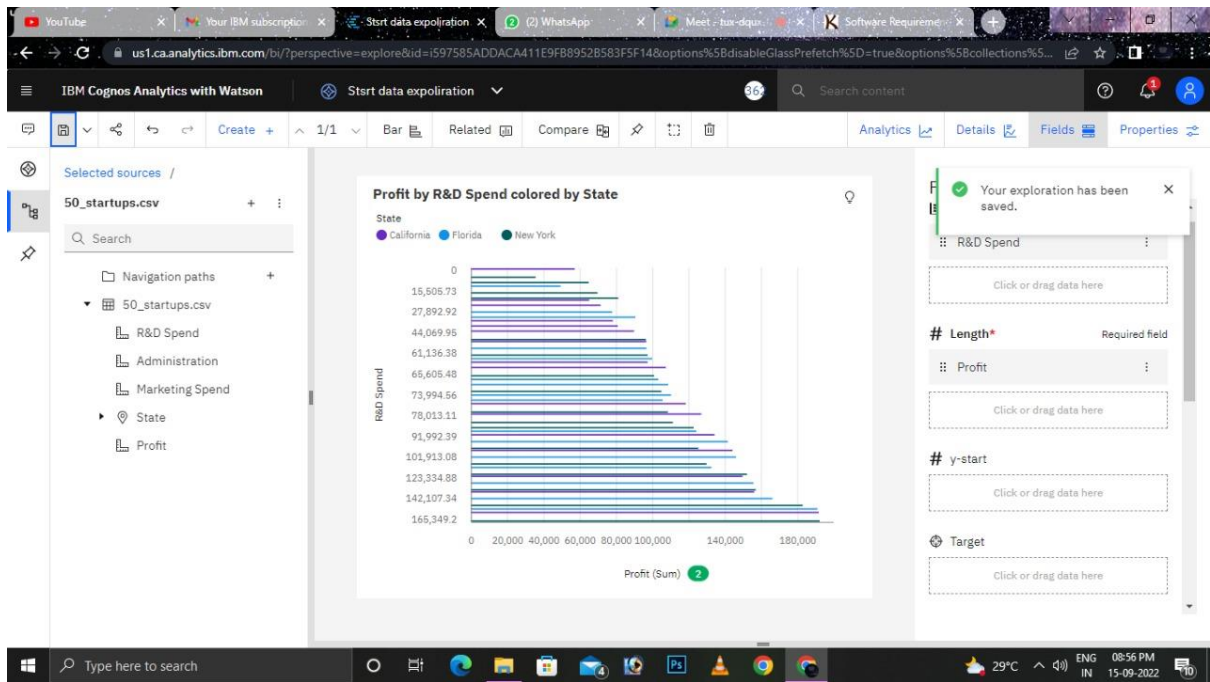 YouTube
Your IBM subscription
Stsrt data expoliration
(2) WhatsApp
Meet - tux-dqux
Software Requireme
us1.ca.analytics.ibm.com/bi/?perspective=explore&id=i597585ADDACA411E9FB8952B583F5F14&options%5BdisableGlassPrefetch%5D=true&options%5Bcollections%5...
IBM Cognos Analytics with Watson
Stsrt data expoliration
Search content
4
Create +
1/1
Bar
Related
Compare
Analytics
Details
Fields
Properties
Selected sources /
50_startups.csv
Search
Navigation paths
50_startups.csv
R&D Spend
Administration
Marketing Spend
State
Profit
Profit by R&D Spend colored by State
State
California Florida New York
R&D Spend
0
15,505.73
27,892.92
44,069.95
61,136.38
65,605.48
73,994.56
78,013.11
91,992.39
101,913.08
123,334.88
142,107.34
165,349.2
0 20,000 40,000 60,000 80,000 100,000 140,000 180,000
Profit (Sum) 2
Your exploration has been
saved.
R&D Spend
Click or drag data here
# Length* Required field
Profit
Click or drag data here
# y-start
Click or drag data here
Target
Click or drag data here
Type here to search
4
Ps
29°C
ENG
IN
08:56 PM
15-09-2022
10